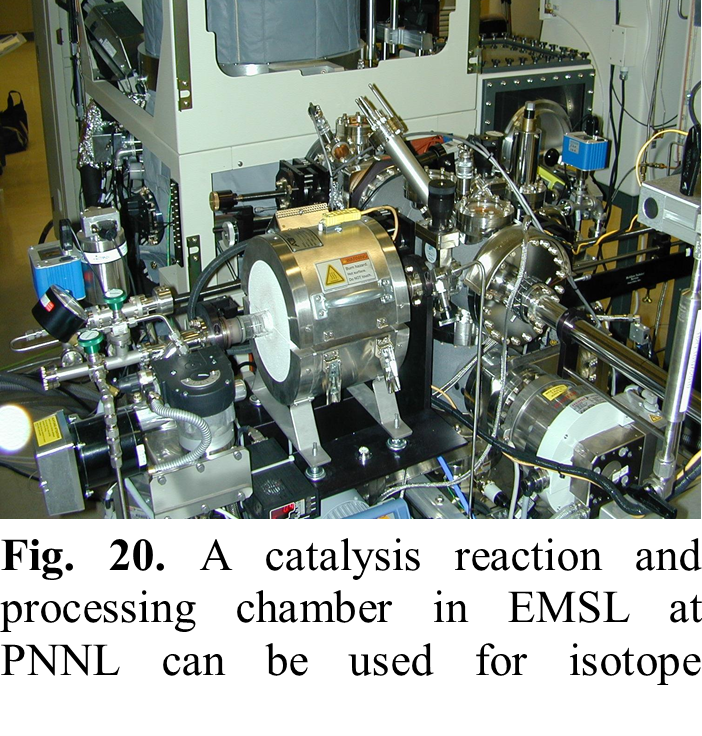 Fig. 20. A catalysis reaction and
processing chamber in EMSL at
PNNL can be used for isotope